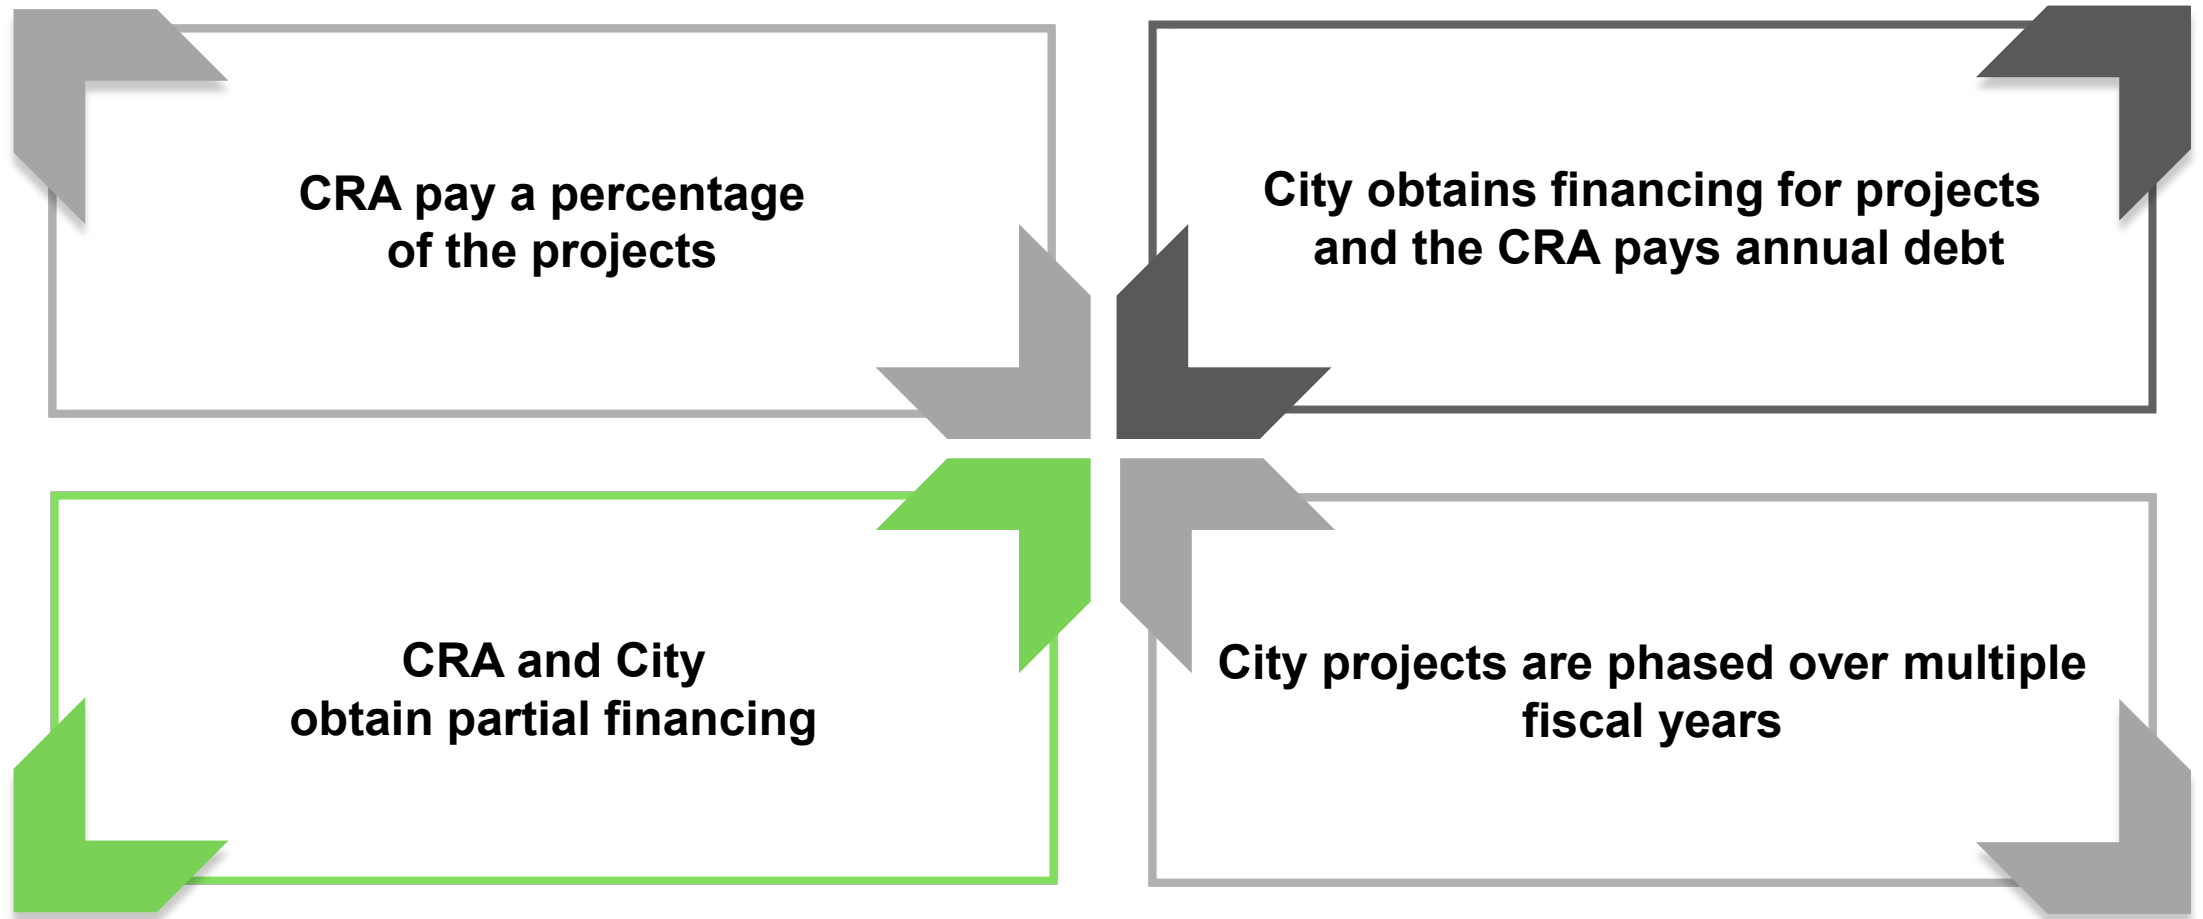 CRA pay a percentage
of the projects
City obtains financing for projects
and the CRA pays annual debt
CRA and City
obtain partial financing
City projects are phased over multiple
fiscal years